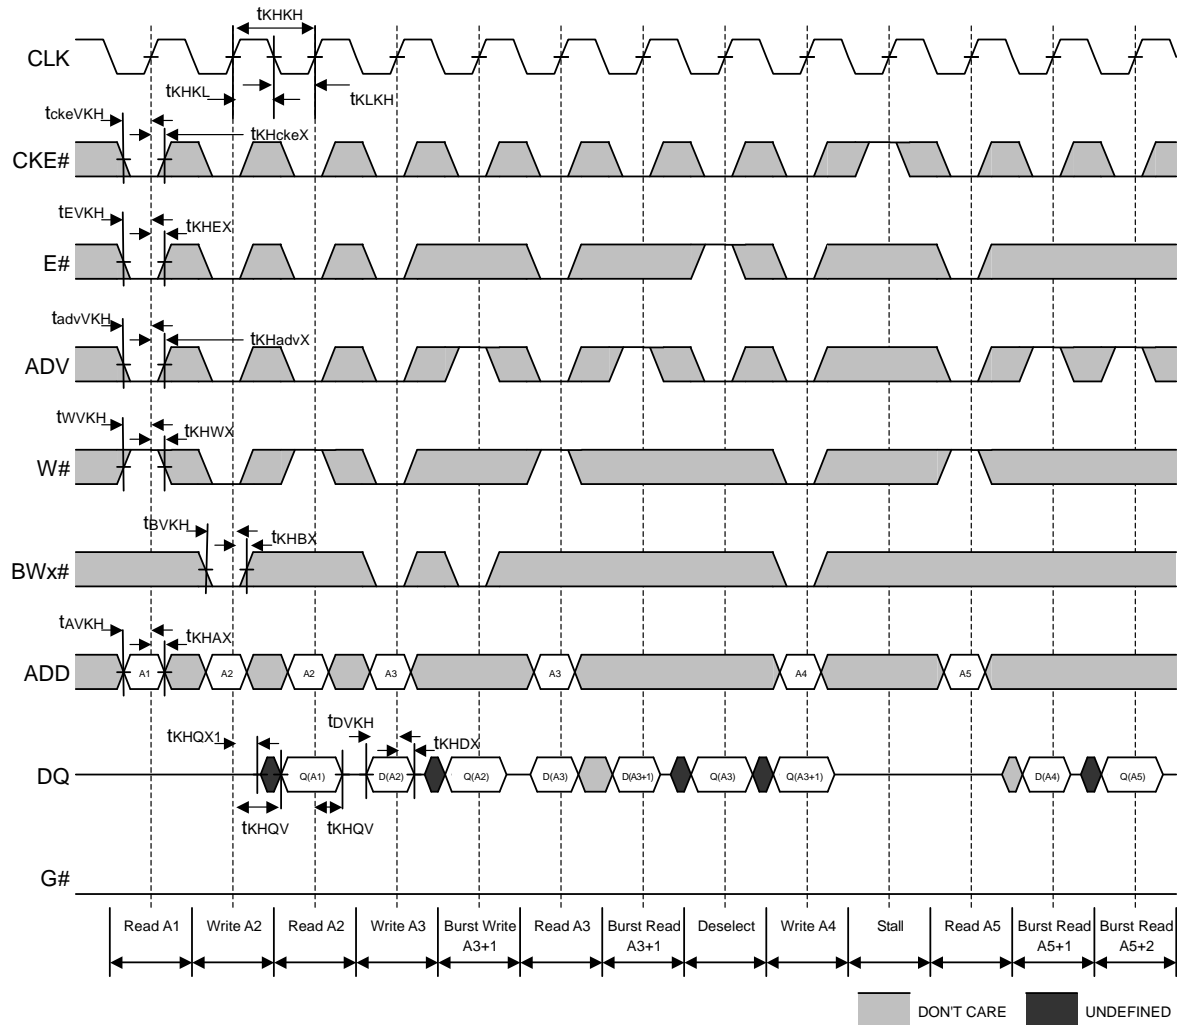 tKHKH
CLK
tKHKL
tKLKH
tckeVKH
tKHckeX
CKE#
tEVKH
tKHEX
E#
tadvVKH
tKHadvX
ADV
tWVKH
tKHWX
W#
tBVKH
tKHBX
BWx#
tAVKH
tKHAX
ADD
A1 A2 A2 A3 A3 A4 A5
tKHQX1
tDVKH
tKHDX
DQ
Q(A1) D(A2) Q(A2) D(A3) D(A3+1) Q(A3) Q(A3+1) D(A4) Q(A5)
tKHQV
tKHQV
G#
Read A1
Write A2
Read A2
Write A3
Burst Write
A3+1
Read A3
Burst Read
A3+1
Deselect
Write A4
Stall
Read A5
Burst Read
A5+1
Burst Read
A5+2
DON'T CARE
UNDEFINED